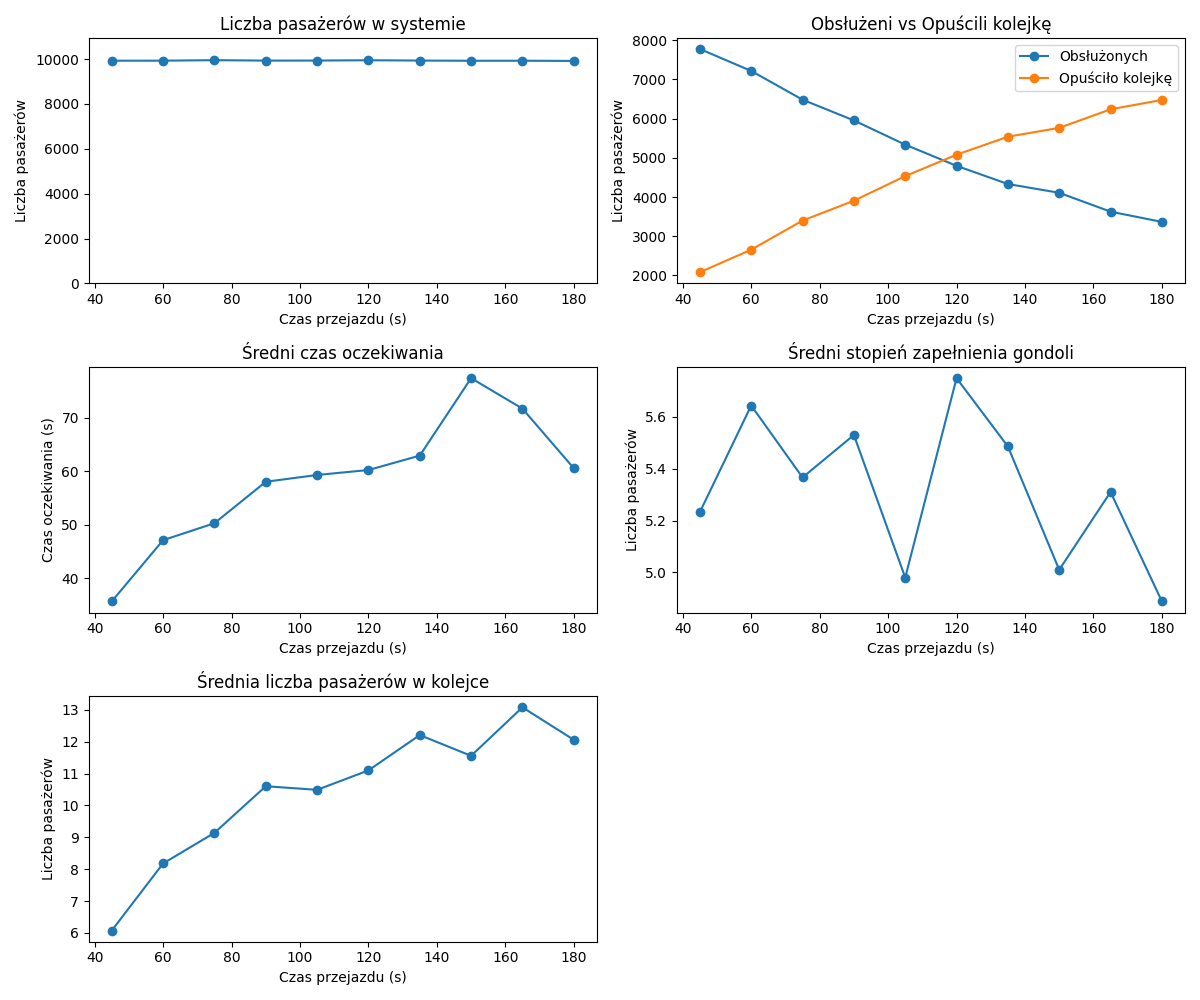 Liczba pasażerów w systemie
Liczba pasażerów
10000
8000
6000
4000
2000
0
40 60 80 100 120 140 160 180
Czas przejazdu (s)
Obsłużeni vs Opuścili kolejkę
Liczba pasażerów
8000
7000
6000
5000
4000
3000
2000
Obsłużonych
Opuściło kolejkę
40 60 80 100 120 140 160 180
Czas przejazdu (s)
Średni czas oczekiwania
Czas oczekiwania (s)
70
60
50
40
40 60 80 100 120 140 160 180
Czas przejazdu (s)
Średni stopień zapełnienia gondoli
Liczba pasażerów
5.6
5.4
5.2
5.0
40 60 80 100 120 140 160 180
Czas przejazdu (s)
Średnia liczba pasażerów w kolejce
Liczba pasażerów
13
12
11
10
9
8
7
6
40 60 80 100 120 140 160 180
Czas przejazdu (s)